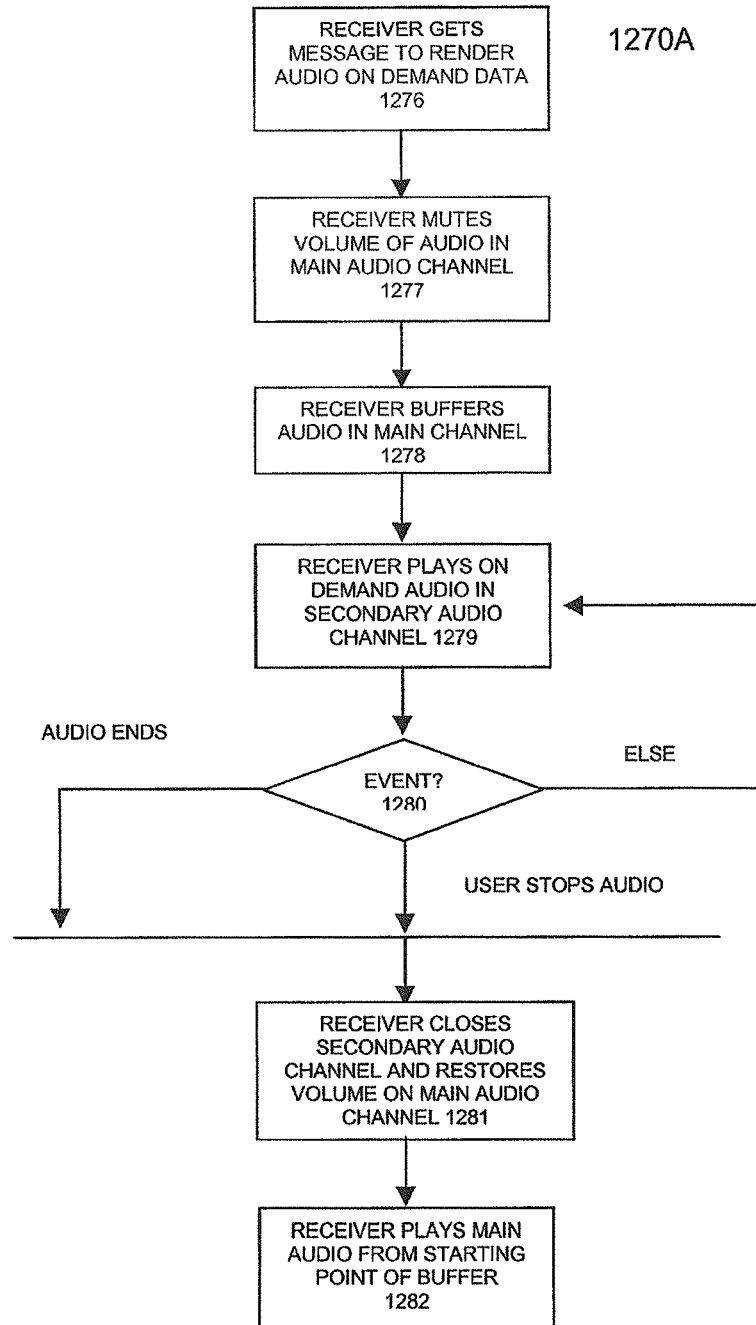 RECEIVER GETS
MESSAGE TO RENDER
AUDIO ON DEMAND DATA
1276
1270A
RECEIVER MUTES
VOLUME OF AUDIO IN
MAIN AUDIO CHANNEL
1277
RECEIVER BUFFERS
AUDIO IN MAIN CHANNEL
1278
RECEIVER PLAYS ON
DEMAND AUDIO IN
SECONDARY AUDIO
CHANNEL 1279
AUDIO ENDS
ELSE
EVENT?
1280
USER STOPS AUDIO
RECEIVER CLOSES
SECONDARY AUDIO
CHANNEL AND RESTORES
VOLUME ON MAIN AUDIO
CHANNEL 1281
RECEIVER PLAYS MAIN
AUDIO FROM STARTING
POINT OF BUFFER
1282